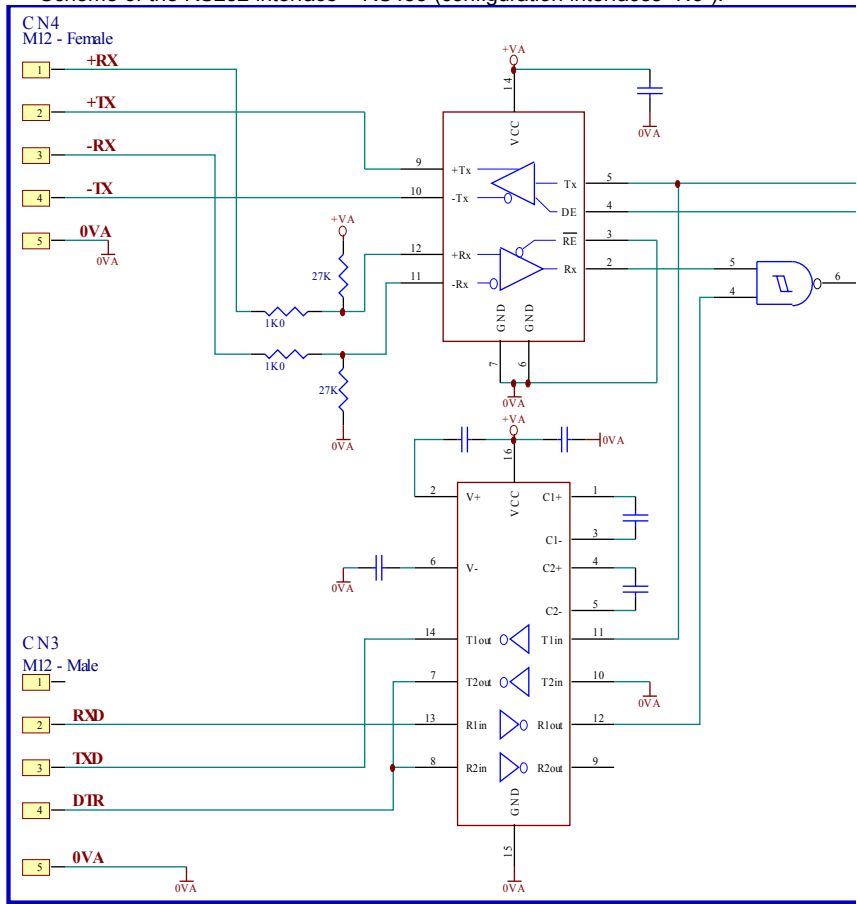 Scheme of the RS232 interface – RS485 (configuration interfaces "R6").
CN4
M12 - Female
1 +RX
2 +TX
3 -RX
4 -TX
5 0VA
0VA
+VA
14
VCC
0VA
9 +Tx
10 -Tx
Tx 5
DE 4
+VA
27K
12 +Rx
11 -Rx
RE 3
Rx 2
1K0
1K0
27K
0VA
GND GND
7 6
0VA
5
4
6
+VA
16
VCC
0VA
2 V+
C1+ 1
C1- 3
0VA
6 V-
C2+ 4
C2- 5
14 T1out
T1in 11
7 T2out
T2in 10
0VA
13 R1in
R1out 12
8 R2in
R2out 9
GND
15
0VA
CN3
M12 - Male
1
2 RXD
3 TXD
4 DTR
5 0VA
0VA